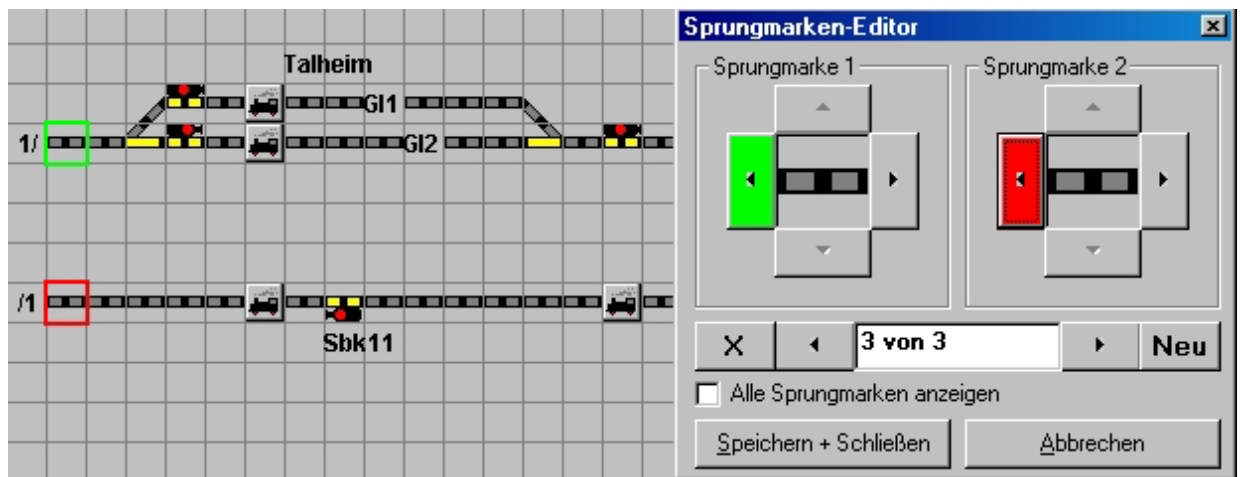 Talheim
Gl1
1/
Gl2
/1
Sbk11
Sprungmarken-Editor
Sprungmarke 1
Sprungmarke 2
X
3 von 3
Neu
Alle Sprungmarken anzeigen
Speichern + Schließen
Abbrechen